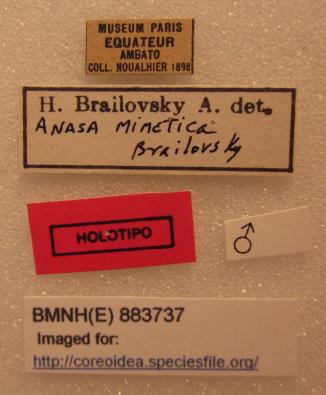 MUSEUM PARIS
EQUATEUR
AMBATO
COLL. NOUALHIER 1898
H. Brailovsky A. det.
ANASA MIMETICA
Brailovsky
HOLOTIPO
♂
BMNH(E) 883737
Imaged for:
http://coreoidea.speciesfile.org/